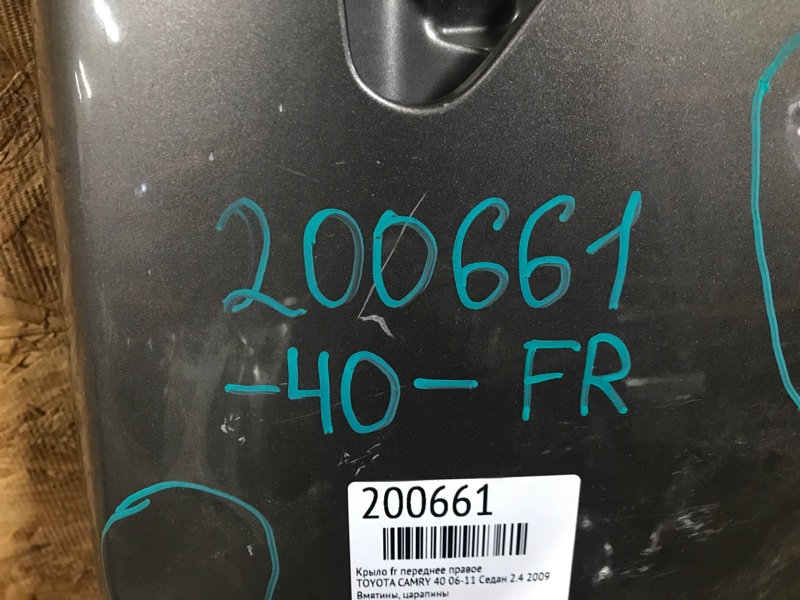 200661
-40- FR
200661
Крыло fr переднее правое
TOYOTA CAMRY 40 06-11 Седан 2.4 2009
Вмятины, царапины